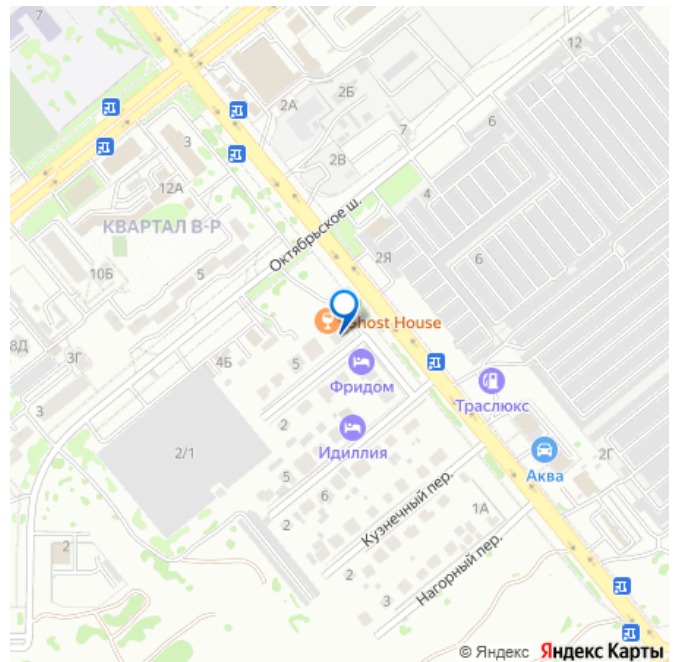 7
12
2Б
2А
6
7
3
2В
4
12А
КВАРТАЛ В-Р
Октябрьское ш.
2Я
6
10Б
5
Ghost House
8Д
3Г
4Б
5
Фридом
Траслюкс
3
2
Идиллия
2/1
2Г
Аква
5
6
Кузнечный пер.
1А
2
2
2
Нагорный пер.
3
© Яндекс Яндекс Карты